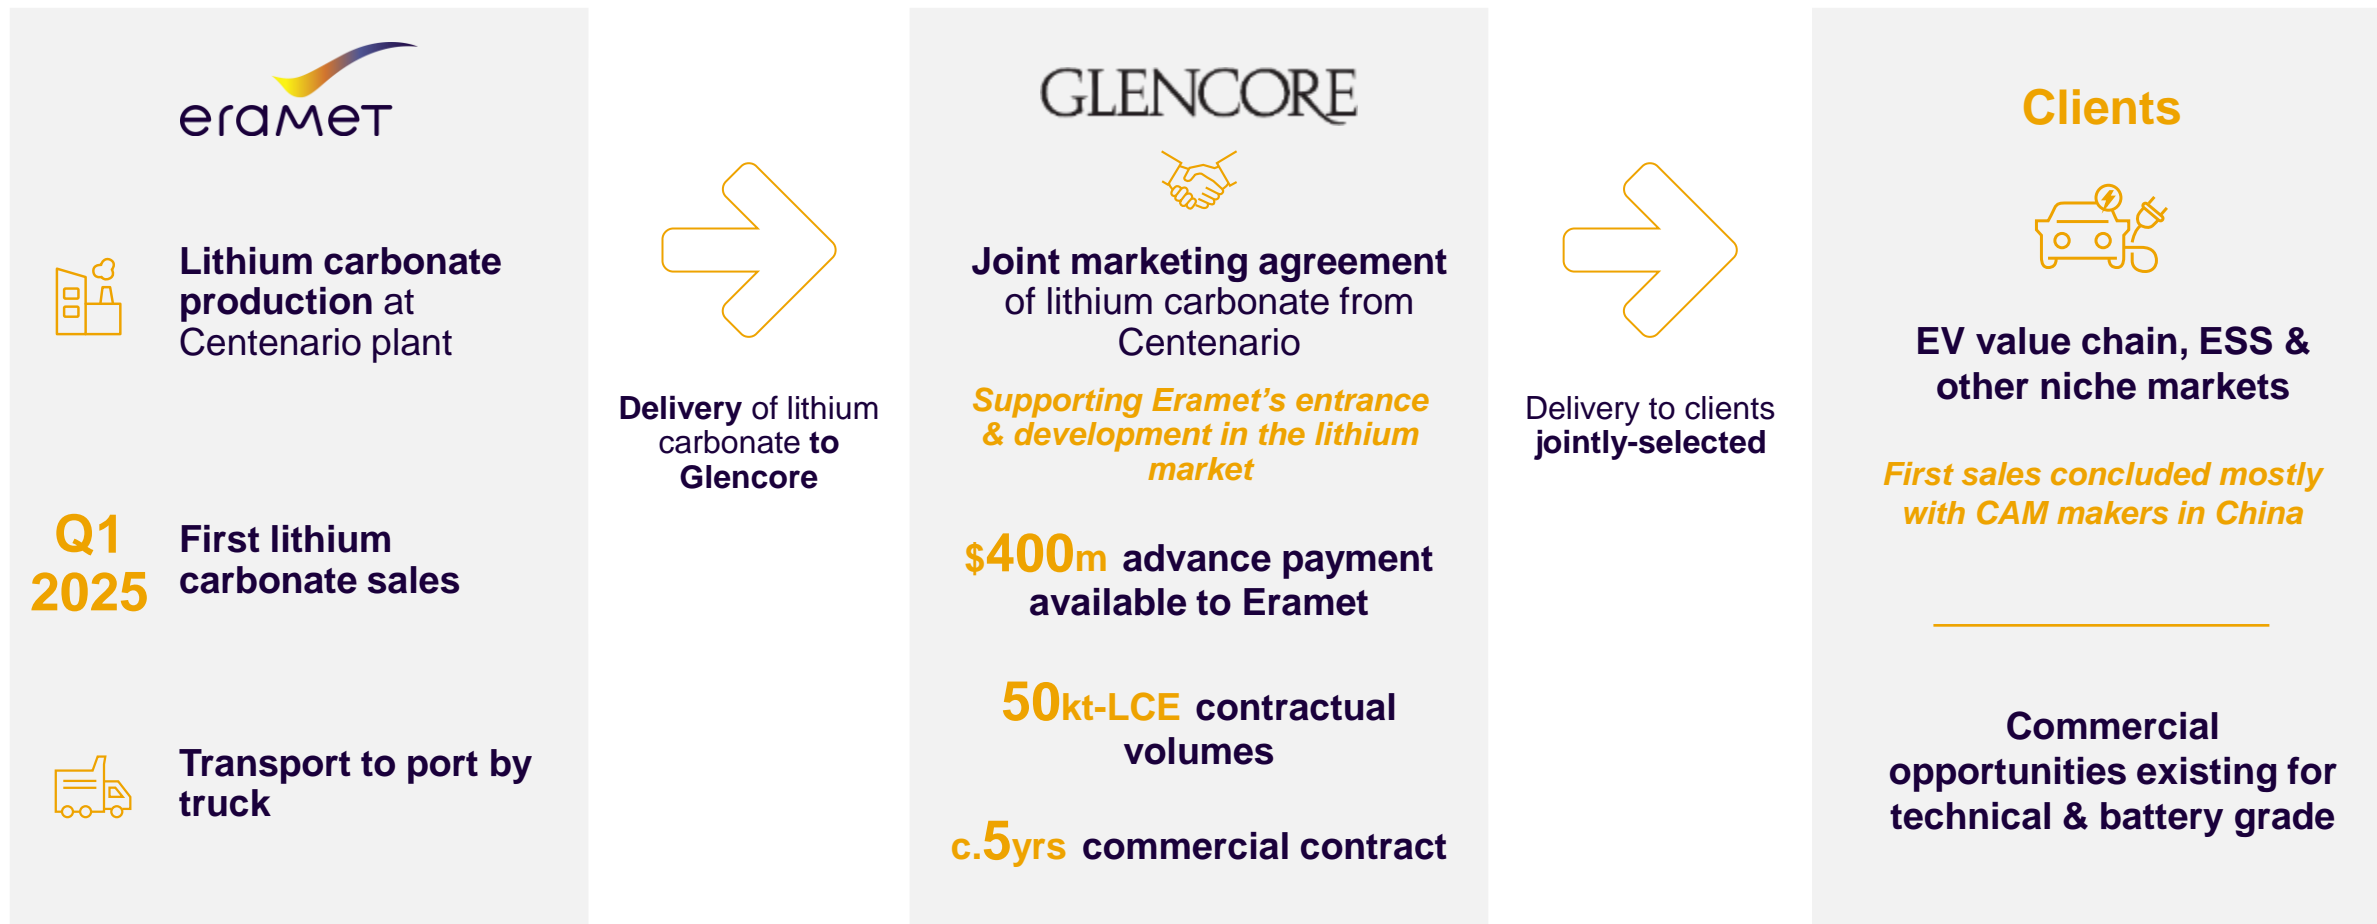 eramet
Lithium carbonate
production at
Centenario plant
Q1
2025
First lithium
carbonate sales
Transport to port by
truck
Delivery of lithium
carbonate to
Glencore
GLENCORE
Joint marketing agreement
of lithium carbonate from
Centenario
Supporting Eramet’s entrance
& development in the lithium
market
$400m advance payment
available to Eramet
50kt-LCE contractual
volumes
c.5yrs commercial contract
Delivery to clients
jointly-selected
Clients
EV value chain, ESS &
other niche markets
First sales concluded mostly
with CAM makers in China
Commercial
opportunities existing for
technical & battery grade